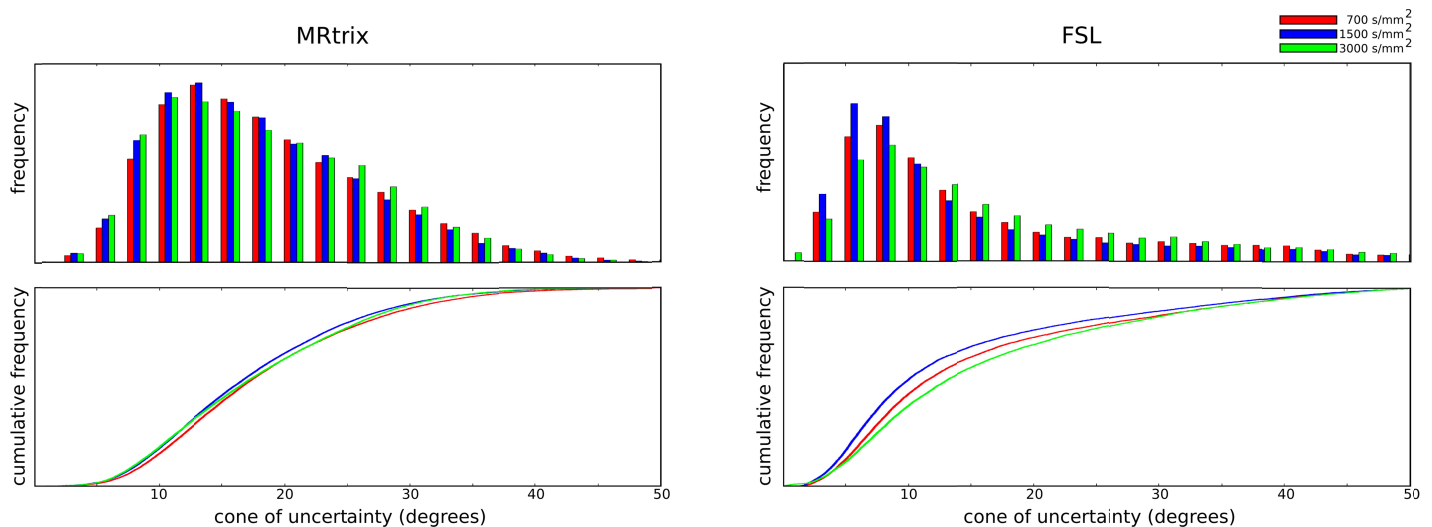 MRtrix
FSL
700 s/mm²
1500 s/mm²
3000 s/mm²
frequency
frequency
cumulative frequency
10 20 30 40 50
cone of uncertainty (degrees)
cumulative frequency
10 20 30 40 50
cone of uncertainty (degrees)